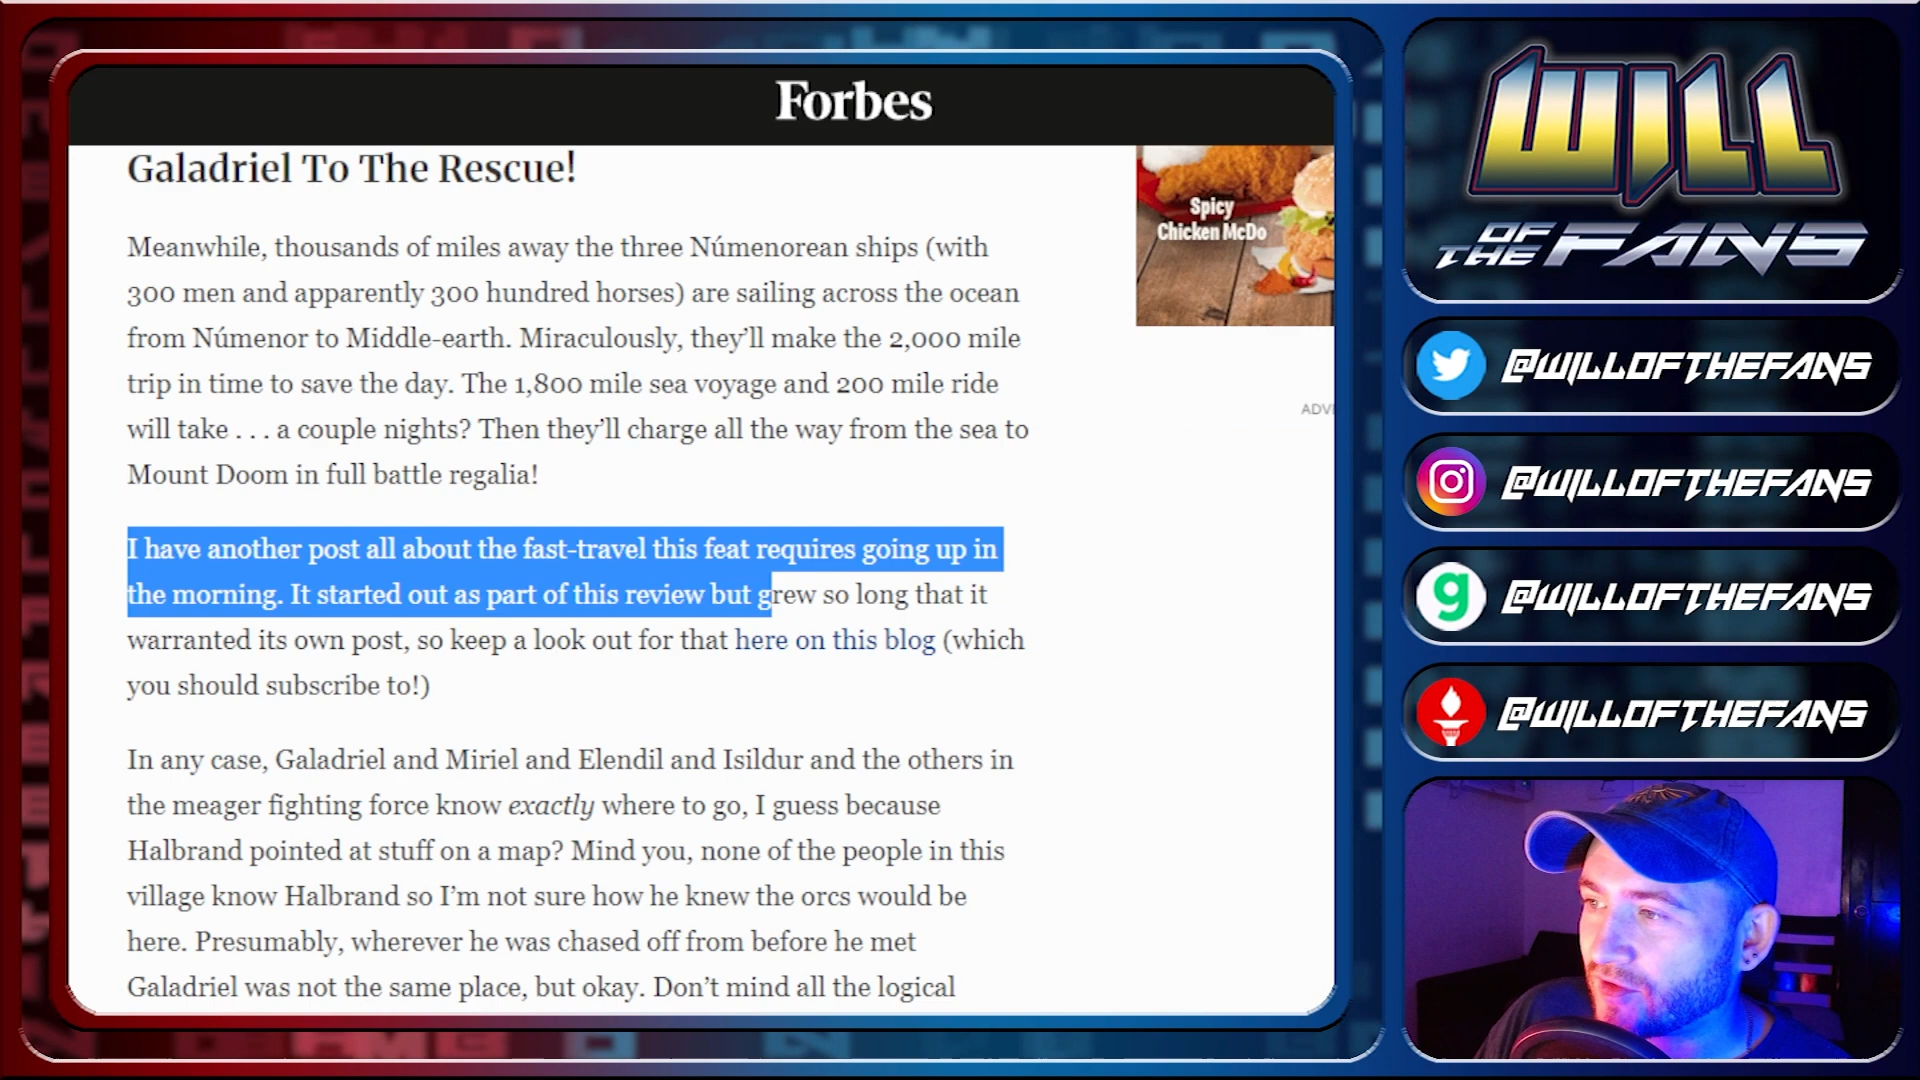 Forbes
Galadriel To The Rescue!
Meanwhile, thousands of miles away the three Númenorean ships (with
300 men and apparently 300 hundred horses) are sailing across the ocean
from Númenor to Middle-earth. Miraculously, they’ll make the 2,000 mile
trip in time to save the day. The 1,800 mile sea voyage and 200 mile ride
will take . . . a couple nights? Then they’ll charge all the way from the sea to
Mount Doom in full battle regalia!
I have another post all about the fast-travel this feat requires going up in
the morning. It started out as part of this review but grew so long that it
warranted its own post, so keep a look out for that here on this blog (which
you should subscribe to!)
In any case, Galadriel and Miriel and Elendil and Isildur and the others in
the meager fighting force know exactly where to go, I guess because
Halbrand pointed at stuff on a map? Mind you, none of the people in this
village know Halbrand so I’m not sure how he knew the orcs would be
here. Presumably, wherever he was chased off from before he met
Galadriel was not the same place, but okay. Don’t mind all the logical
Spicy
Chicken McDo
ADV
WILL
OF THE FANS
@WILLOFTHEFANS
@WILLOFTHEFANS
g @WILLOFTHEFANS
@WILLOFTHEFANS